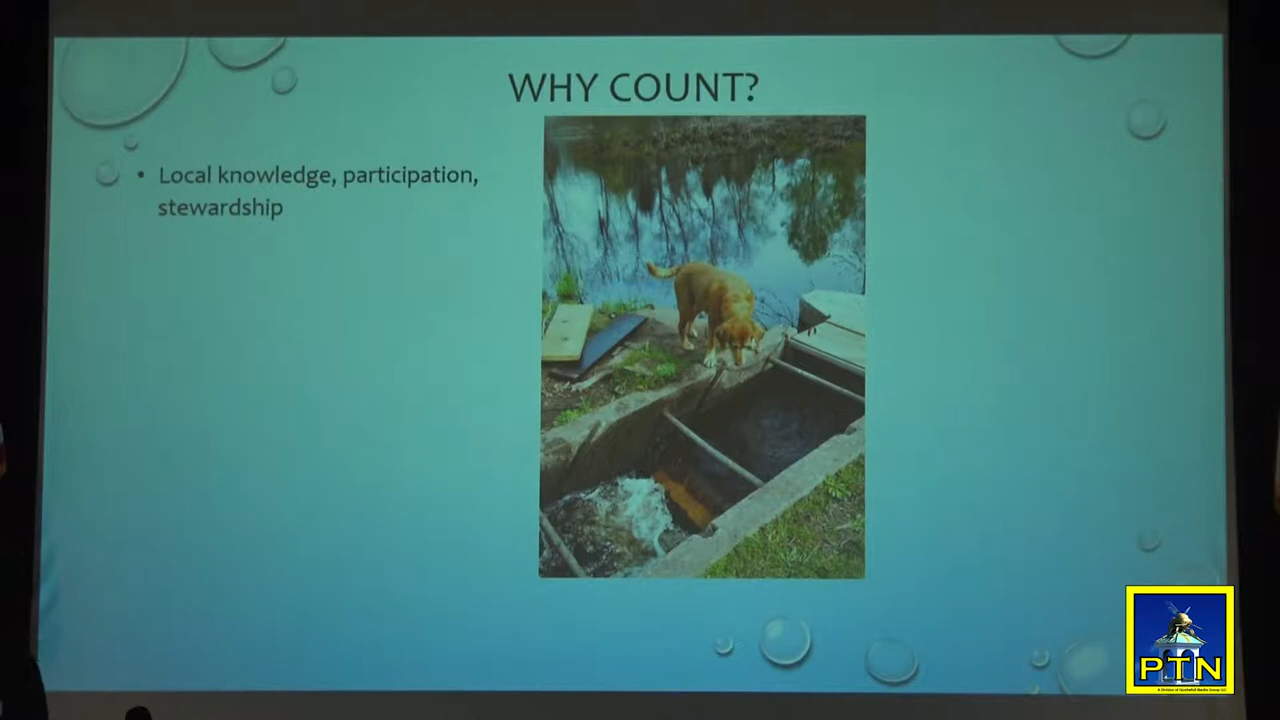 WHY COUNT?
• Local knowledge, participation,
stewardship
PTN